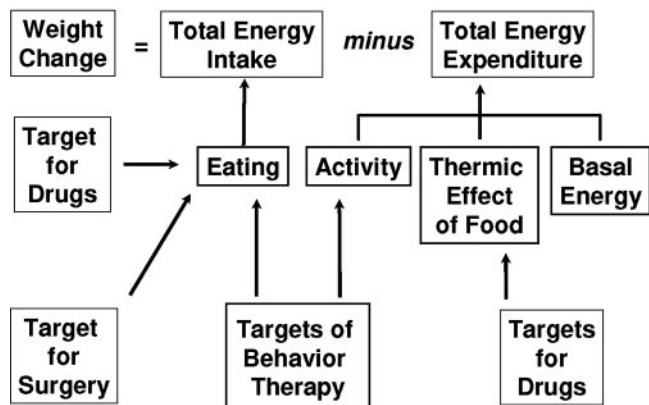 Weight
Change
=
Total Energy
Intake
minus
Total Energy
Expenditure
Target
for
Drugs
Eating
Activity
Thermic
Effect
of Food
Basal
Energy
Target
for
Surgery
Targets of
Behavior
Therapy
Targets
for
Drugs